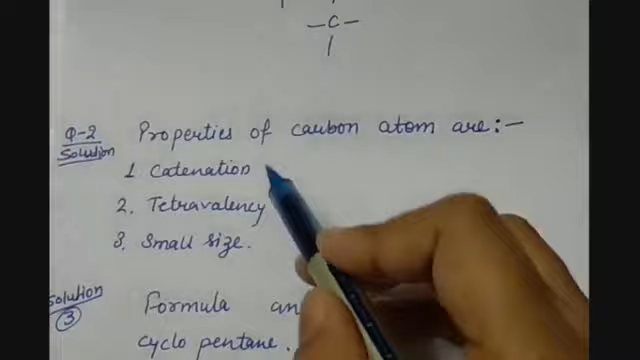 -C-
Q-2 Properties of carbon atom are:-
Solution
1 Catenation
2. Tetravalency
3. Small size.
Solution
3 Formula an
cyclo pentane.